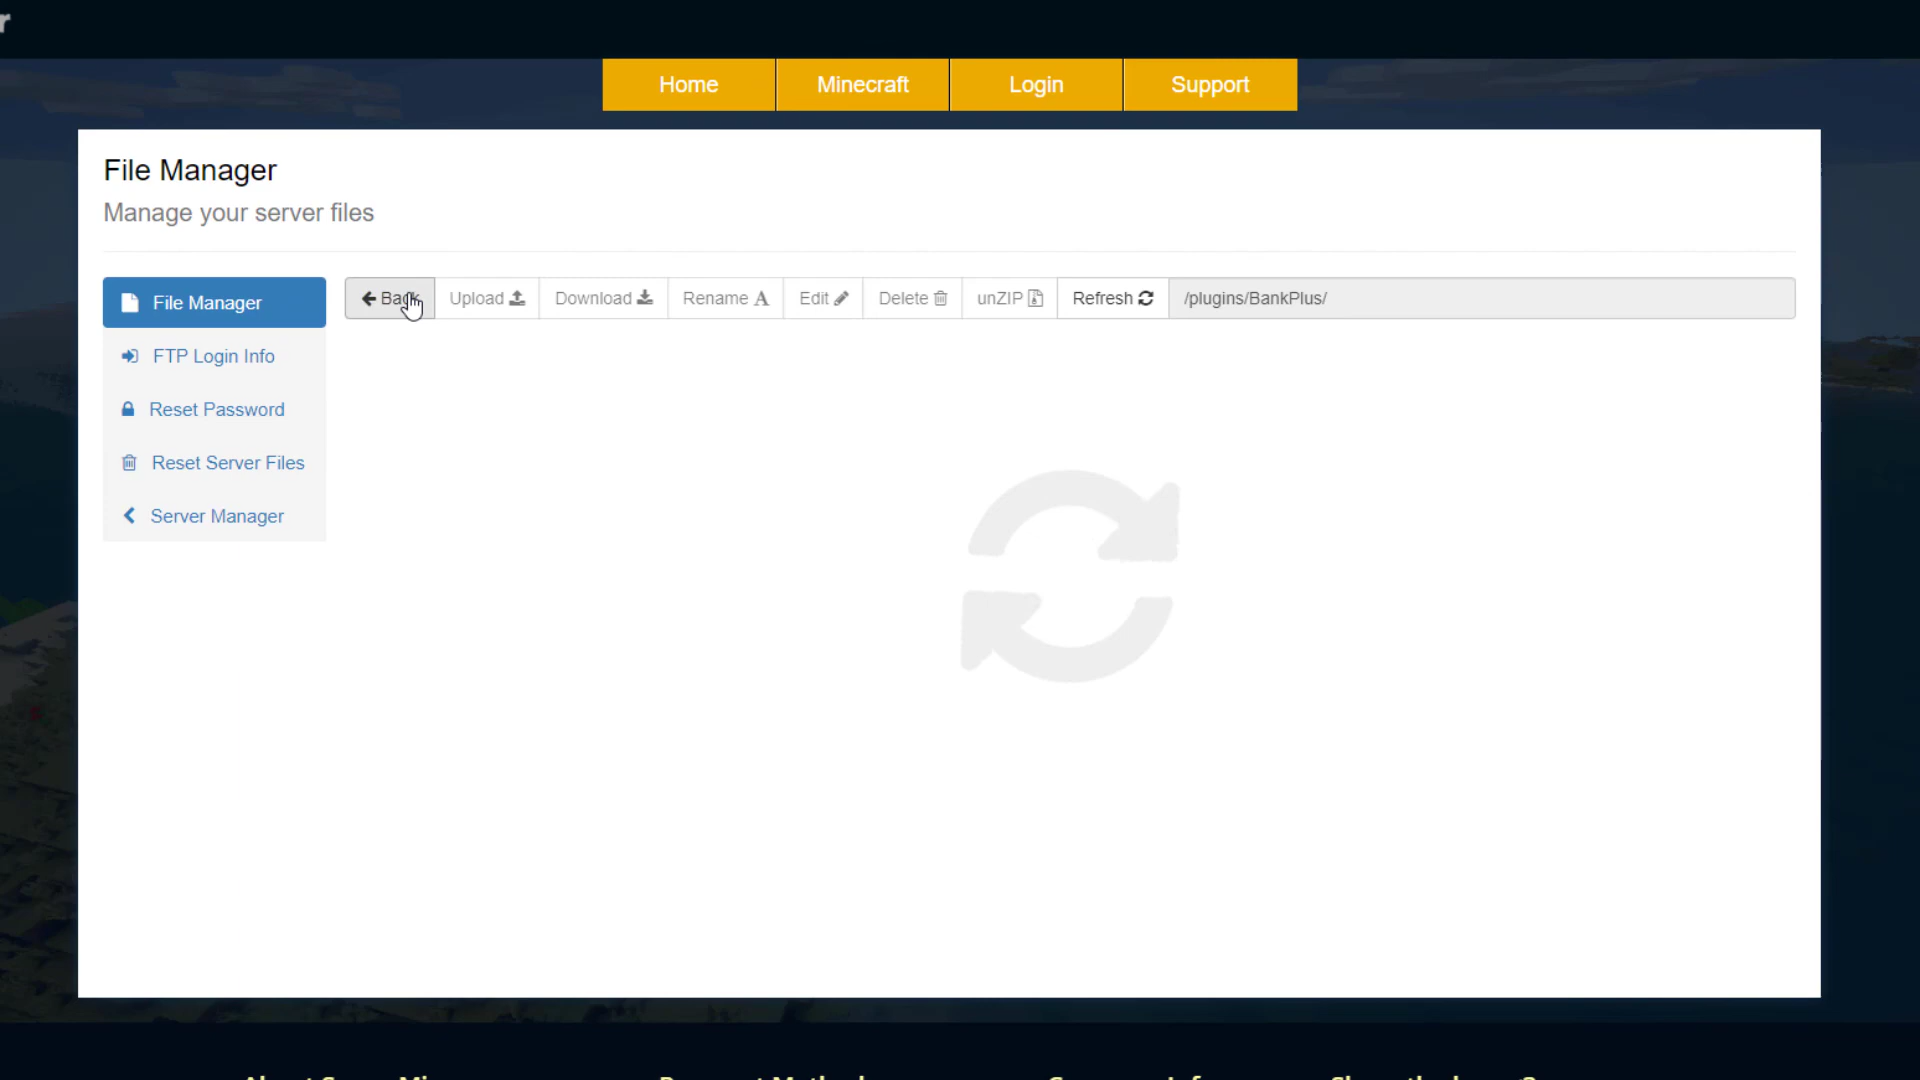 r
Home Minecraft Login Support
File Manager
Manage your server files
File Manager
FTP Login Info
Reset Password
Reset Server Files
Server Manager
Back Upload Download Rename Edit Delete unZIP Refresh /plugins/BankPlus/